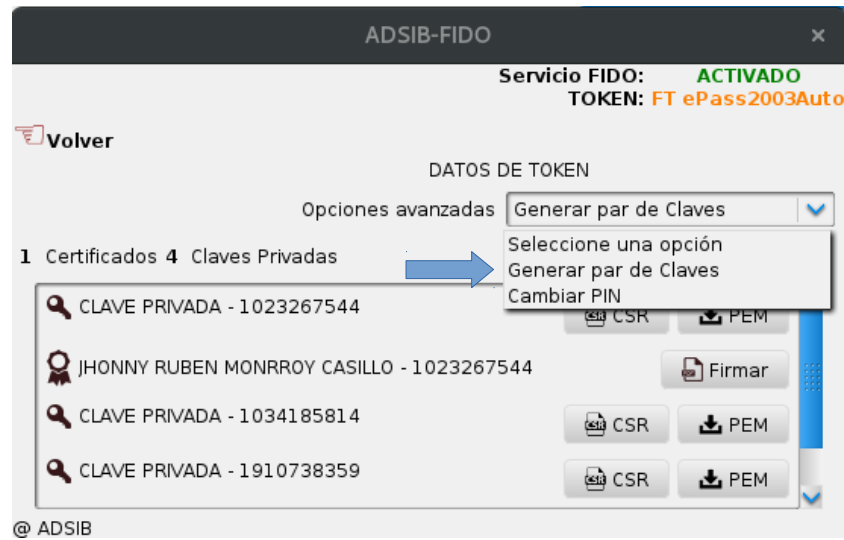 ADSIB-FIDO ×
Servicio FIDO: ACTIVADO
TOKEN: FT ePass2003Auto
Volver
DATOS DE TOKEN
Opciones avanzadas Generar par de Claves
Seleccione una opción
Generar par de Claves
Cambiar PIN
1 Certificados 4 Claves Privadas
CLAVE PRIVADA - 1023267544 CSR PEM
JHONNY RUBEN MONRROY CASILLO - 1023267544 Firmar
CLAVE PRIVADA - 1034185814 CSR PEM
CLAVE PRIVADA - 1910738359 CSR PEM
@ ADSIB